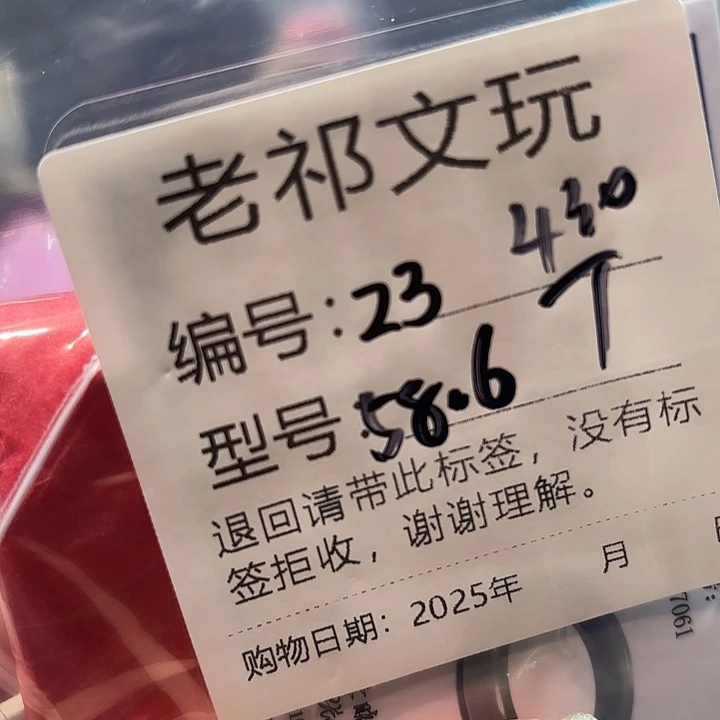 老祁文玩
430
编号：23
型号 58.6
退回请带此标签，没有标
签拒收，谢谢理解。
购物日期：2025年 月
7061